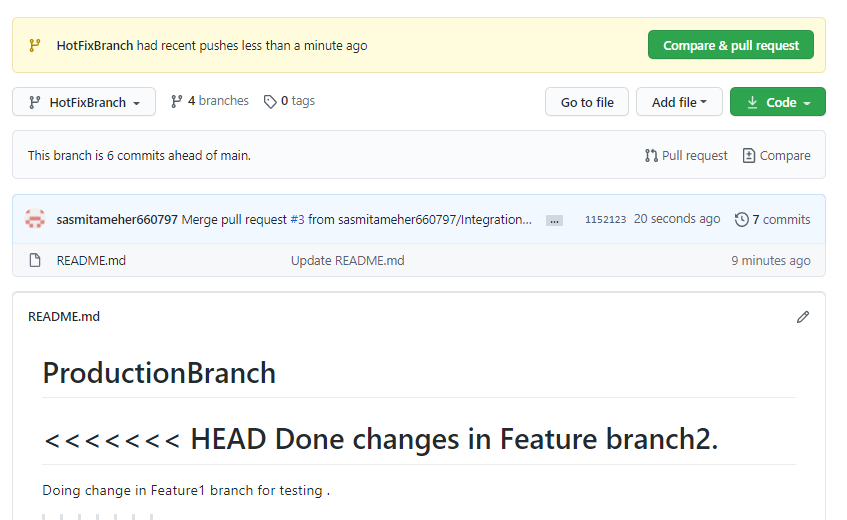 HotFixBranch had recent pushes less than a minute ago Compare & pull request
HotFixBranch 4 branches 0 tags Go to file Add file Code
This branch is 6 commits ahead of main. Pull request Compare
sasmitameher660797 Merge pull request #3 from sasmitameher660797/Integration... ... 1152123 20 seconds ago 7 commits
README.md Update README.md 9 minutes ago
README.md
ProductionBranch
<<<<<<< HEAD Done changes in Feature branch2.
Doing change in Feature1 branch for testing .